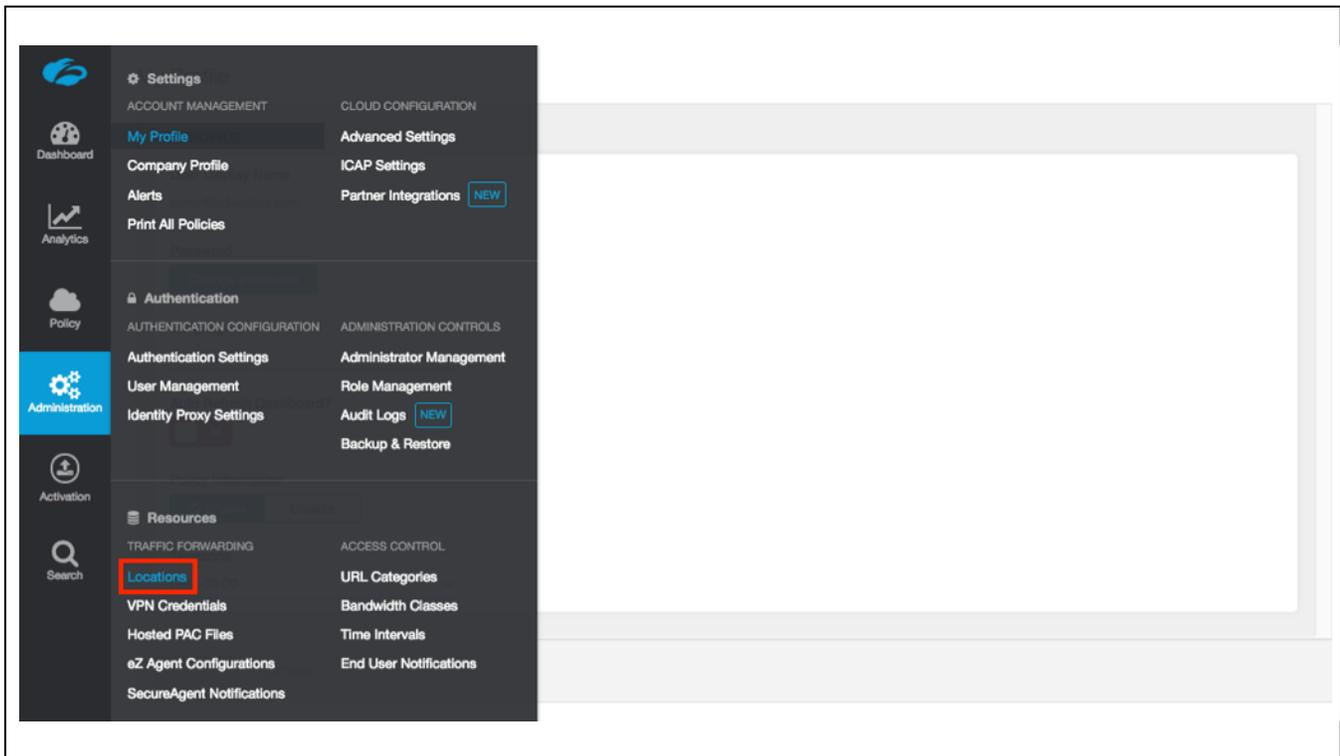 Dashboard
Analytics
Policy
Administration
Activation
Search
Settings
ACCOUNT MANAGEMENT
My Profile
Company Profile
Alerts
Print All Policies
CLOUD CONFIGURATION
Advanced Settings
ICAP Settings
Partner Integrations NEW
Authentication
AUTHENTICATION CONFIGURATION
Authentication Settings
User Management
Identity Proxy Settings
ADMINISTRATION CONTROLS
Administrator Management
Role Management
Audit Logs NEW
Backup & Restore
Resources
TRAFFIC FORWARDING
Locations
VPN Credentials
Hosted PAC Files
eZ Agent Configurations
SecureAgent Notifications
ACCESS CONTROL
URL Categories
Bandwidth Classes
Time Intervals
End User Notifications